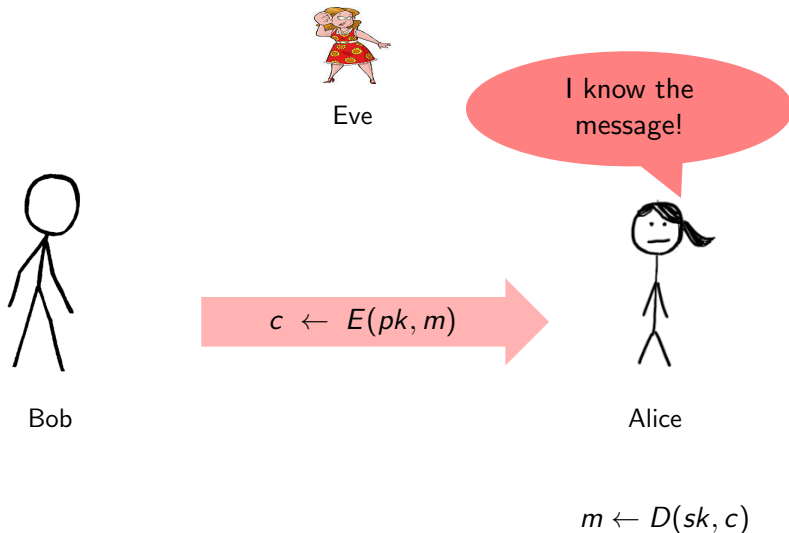 Eve
I know the
message!
c ← E(pk, m)
Bob
Alice
m ← D(sk, c)